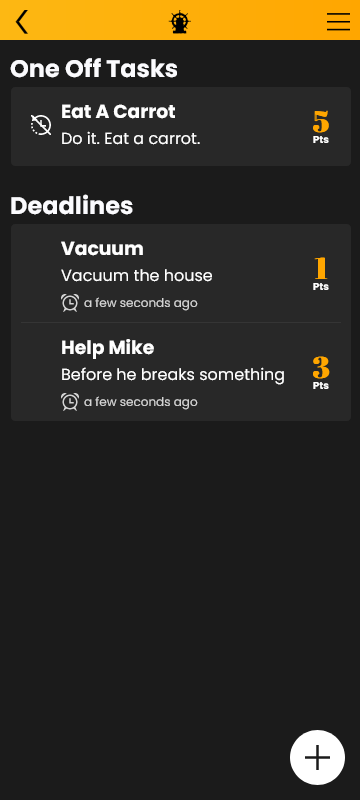 One Off Tasks
Eat A Carrot
Do it. Eat a carrot.
5
Pts
Deadlines
Vacuum
Vacuum the house
a few seconds ago
1
Pts
Help Mike
Before he breaks something
a few seconds ago
3
Pts